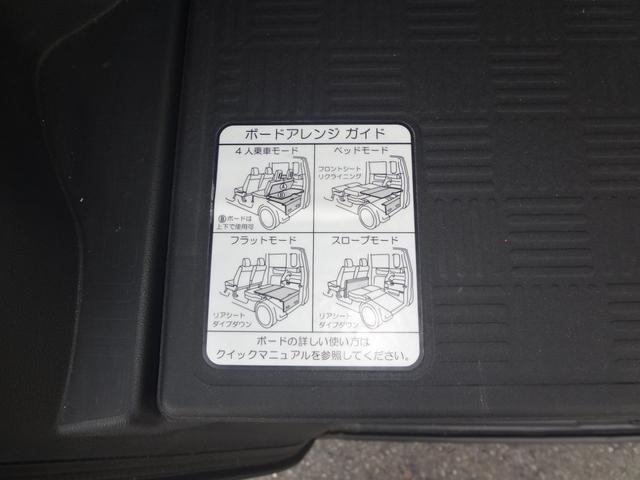 ボードアレンジ ガイド
4人乗車モード
Ⓑボードは
上下で使用可
ベッドモード
フロントシート
リクライニング
フラットモード
リアシート
ダイブダウン
スロープモード
リアシート
ダイブダウン
ボードの詳しい使い方は
クイックマニュアルを参照してください。